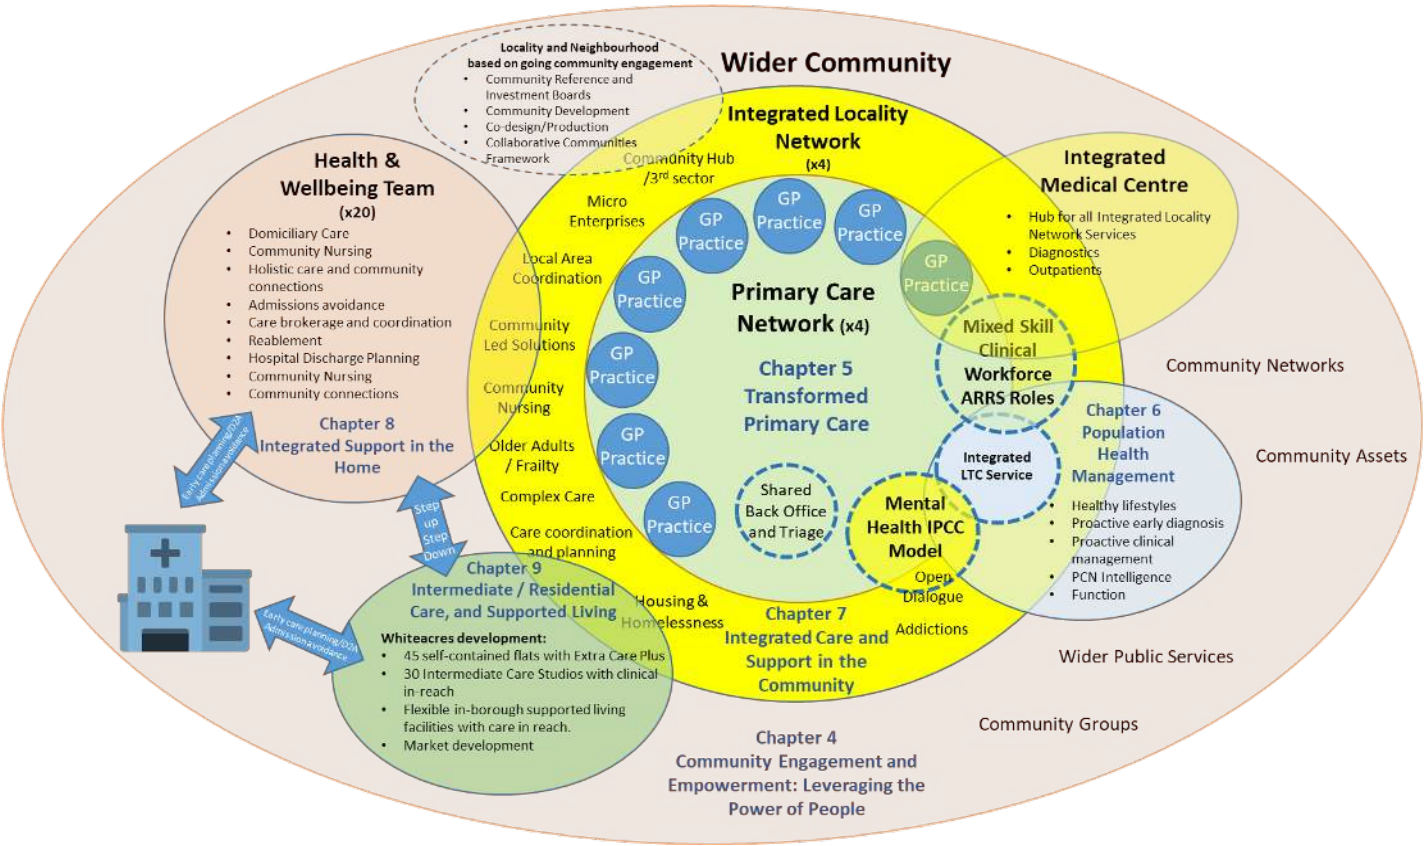 Wider Community
Locality and Neighbourhood
based on going community engagement
• Community Reference and
Investment Boards
• Community Development
• Co-design/Production
• Collaborative Communities
Framework
Integrated Locality
Network
(x4)
Community Hub
/3rd sector
Micro
Enterprises
Local Area
Coordination
Community
Led Solutions
Community
Nursing
Older Adults
/ Frailty
Complex Care
Care coordination
and planning
Housing &
Homelessness
Health &
Wellbeing Team
(x20)
• Domiciliary Care
• Community Nursing
• Holistic care and community
connections
• Admissions avoidance
• Care brokerage and coordination
• Reablement
• Hospital Discharge Planning
• Community Nursing
• Community connections
Chapter 8
Integrated Support in the
Home
Early care planning/D2A
Admission avoidance
Step
up
Step
Down
Early care planning/D2A
Admission avoidance
Chapter 9
Intermediate / Residential
Care, and Supported Living
Whiteacres development:
• 45 self-contained flats with Extra Care Plus
• 30 Intermediate Care Studios with clinical
in-reach
• Flexible in-borough supported living
facilities with care in reach.
• Market development
GP
Practice
GP
Practice
GP
Practice
GP
Practice
GP
Practice
GP
Practice
GP
Practice
GP
Practice
Primary Care
Network (x4)
Chapter 5
Transformed
Primary Care
Shared
Back Office
and Triage
Mental
Health IPCC
Model
Open
Dialogue
Addictions
Chapter 7
Integrated Care and
Support in the
Community
Integrated
Medical Centre
• Hub for all Integrated Locality
Network Services
• Diagnostics
• Outpatients
Mixed Skill
Clinical
Workforce
ARRS Roles
Integrated
LTC Service
Chapter 6
Population
Health
Management
• Healthy lifestyles
• Proactive early diagnosis
• Proactive clinical
management
• PCN Intelligence
• Function
Community Networks
Community Assets
Wider Public Services
Community Groups
Chapter 4
Community Engagement and
Empowerment: Leveraging the
Power of People